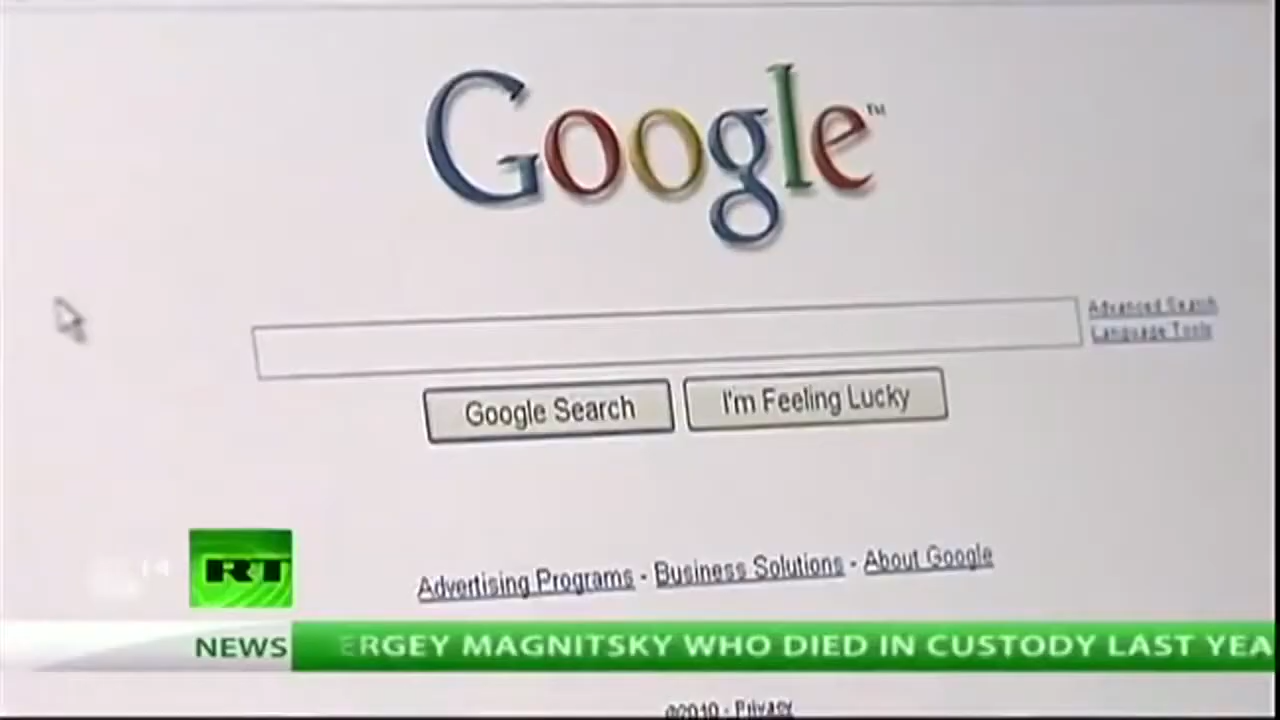 Google™
Advanced Search
Language Tools
Google Search I'm Feeling Lucky
Advertising Programs - Business Solutions - About Google
RT
NEWS ERGEY MAGNITSKY WHO DIED IN CUSTODY LAST YEA
©2010 - Privacy